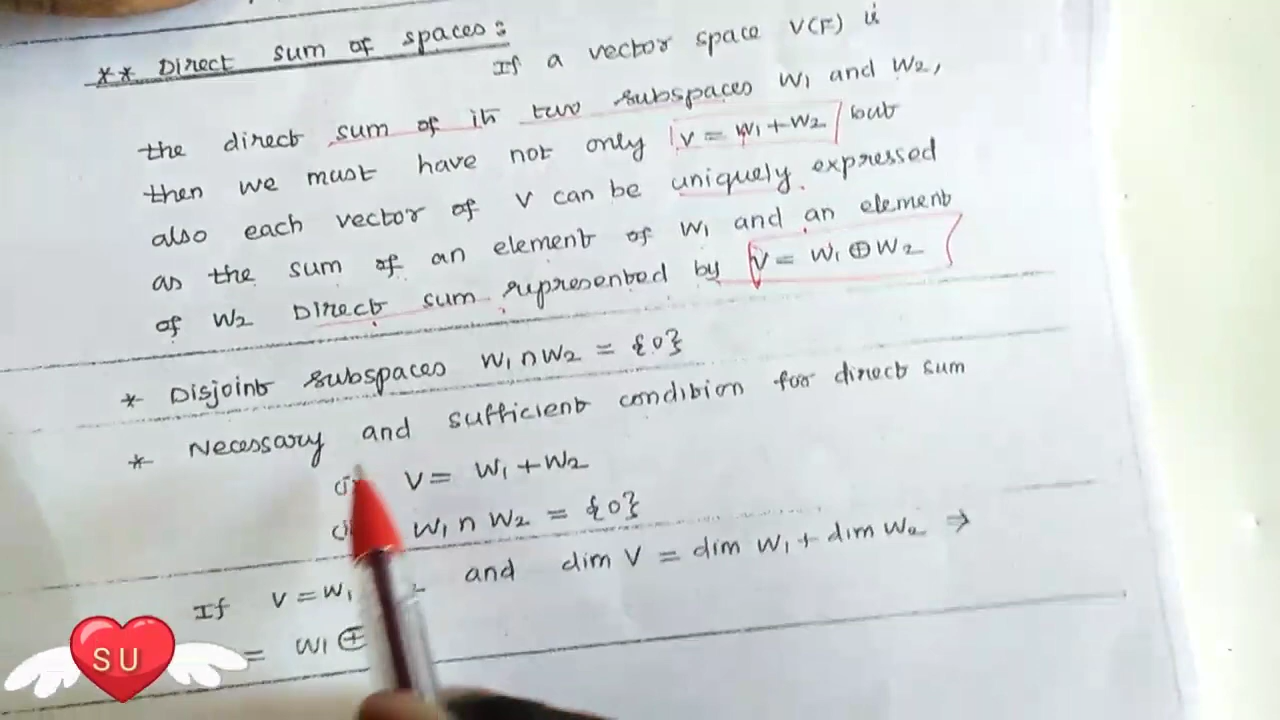 ** Direct sum of spaces:
If a vector space V(F) is
the direct sum of its two subspaces W1 and W2,
then we must have not only V = W1 + W2 but
also each vector of V can be uniquely expressed
as the sum of an element of W1 and an element
of W2 Direct sum represented by V = W1 ⊕ W2
* Disjoint subspaces W1 ∩ W2 = {0}
* Necessary and sufficient condition for direct sum
V = W1 + W2
W1 ∩ W2 = {0}
If V = W1 and dim V = dim W1 + dim W2 ⇒
= W1 ⊕
SU